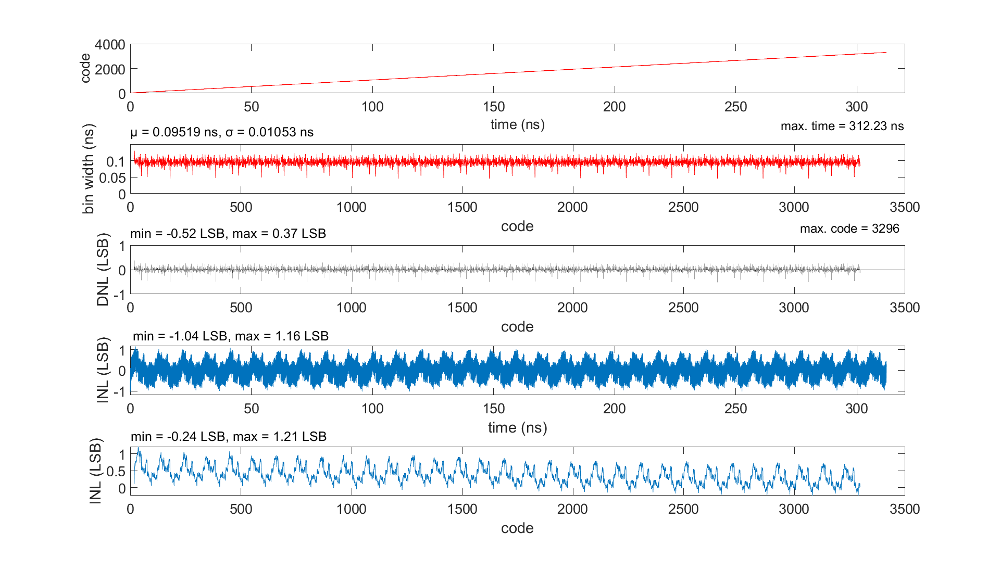 4000
2000
0
code
0 50 100 150 200 250 300
time (ns)
max. time = 312.23 ns
μ = 0.09519 ns, σ = 0.01053 ns
0.1
0.05
0
bin width (ns)
0 500 1000 1500 2000 2500 3000 3500
code
max. code = 3296
min = -0.52 LSB, max = 0.37 LSB
1
0
-1
DNL (LSB)
0 500 1000 1500 2000 2500 3000 3500
code
min = -1.04 LSB, max = 1.16 LSB
1
0
-1
INL (LSB)
0 50 100 150 200 250 300
time (ns)
min = -0.24 LSB, max = 1.21 LSB
1
0.5
0
INL (LSB)
0 500 1000 1500 2000 2500 3000 3500
code